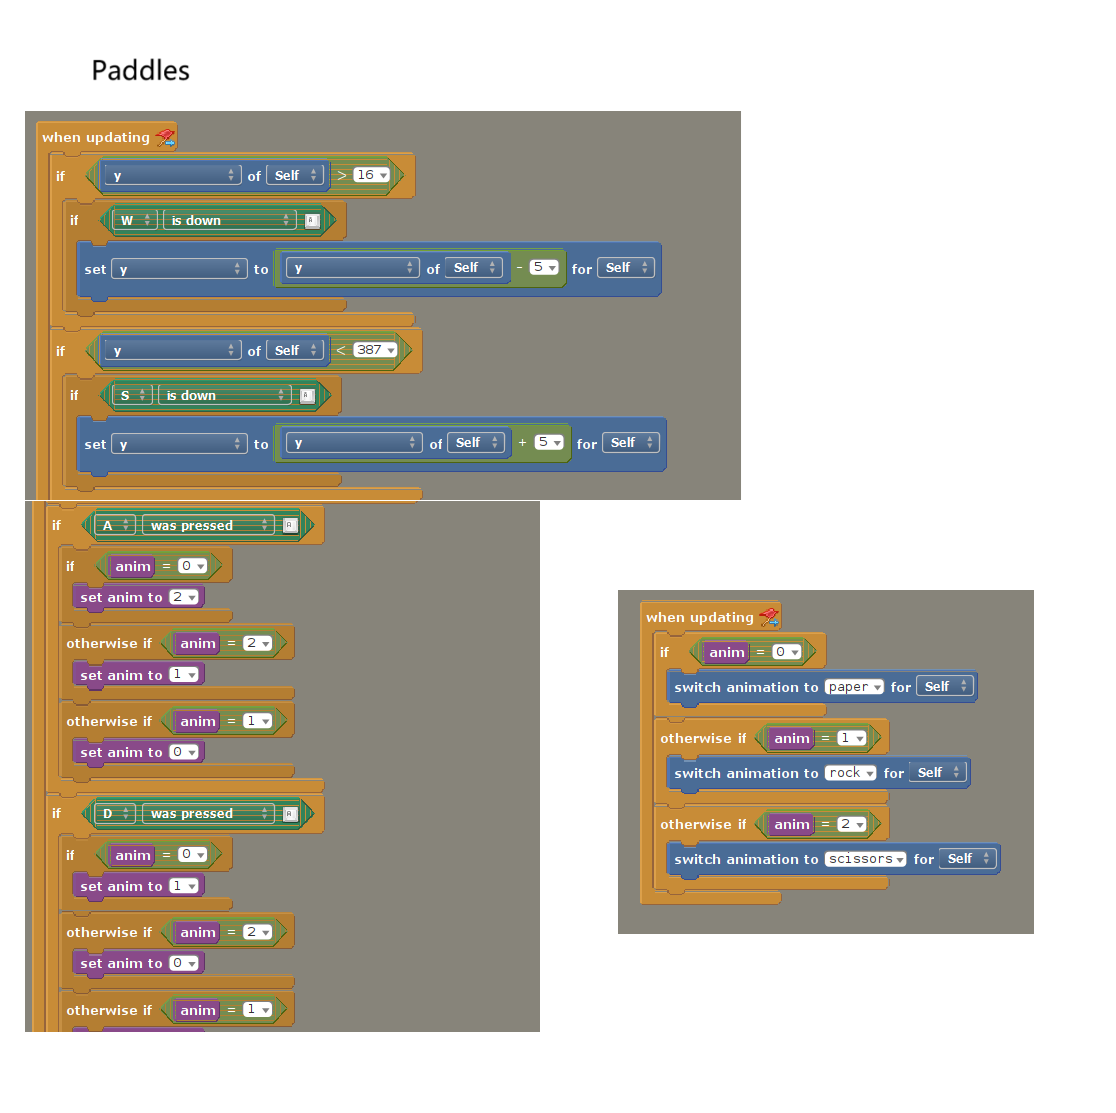 Paddles
when updating
if y of Self > 16
if W is down A
set y to y of Self - 5 for Self
if y of Self < 387
if S is down A
set y to y of Self + 5 for Self
if A was pressed A
if anim = 0
set anim to 2
otherwise if anim = 2
set anim to 1
otherwise if anim = 1
set anim to 0
if D was pressed A
if anim = 0
set anim to 1
otherwise if anim = 2
set anim to 0
otherwise if anim = 1
when updating
if anim = 0
switch animation to paper for Self
otherwise if anim = 1
switch animation to rock for Self
otherwise if anim = 2
switch animation to scissors for Self